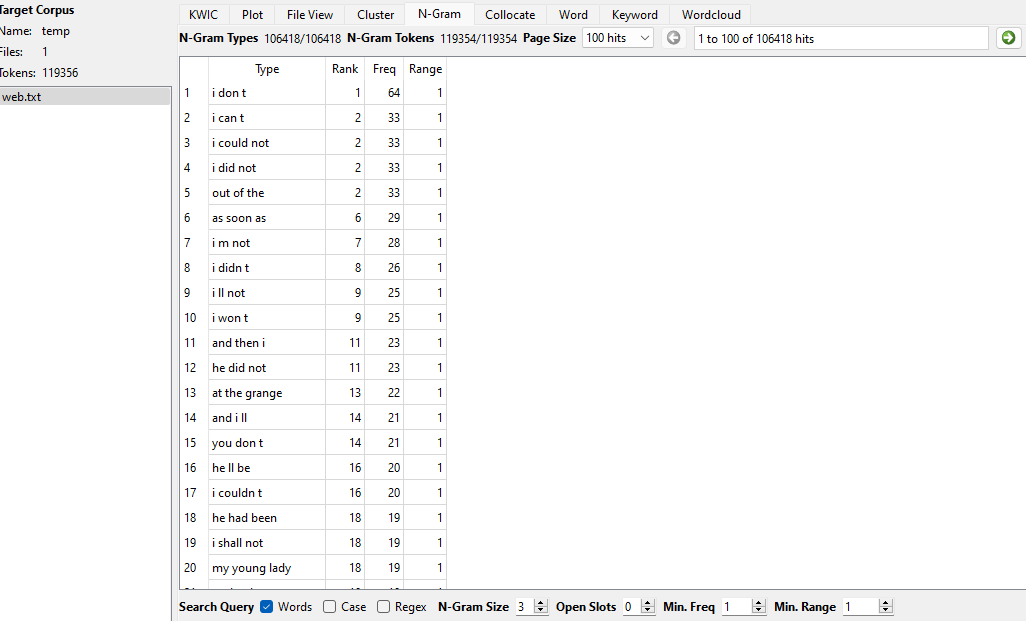 Target Corpus
Name: temp
Files: 1
Tokens: 119356
web.txt
KWIC Plot File View Cluster N-Gram Collocate Word Keyword Wordcloud
N-Gram Types 106418/106418 N-Gram Tokens 119354/119354 Page Size 100 hits 1 to 100 of 106418 hits
Type Rank Freq Range
1 i don t 1 64 1
2 i can t 2 33 1
3 i could not 2 33 1
4 i did not 2 33 1
5 out of the 2 33 1
6 as soon as 6 29 1
7 i m not 7 28 1
8 i didn t 8 26 1
9 i ll not 9 25 1
10 i won t 9 25 1
11 and then i 11 23 1
12 he did not 11 23 1
13 at the grange 13 22 1
14 and i ll 14 21 1
15 you don t 14 21 1
16 he ll be 16 20 1
17 i couldn t 16 20 1
18 he had been 18 19 1
19 i shall not 18 19 1
20 my young lady 18 19 1
Search Query Words Case Regex N-Gram Size 3 Open Slots 0 Min. Freq 1 Min. Range 1